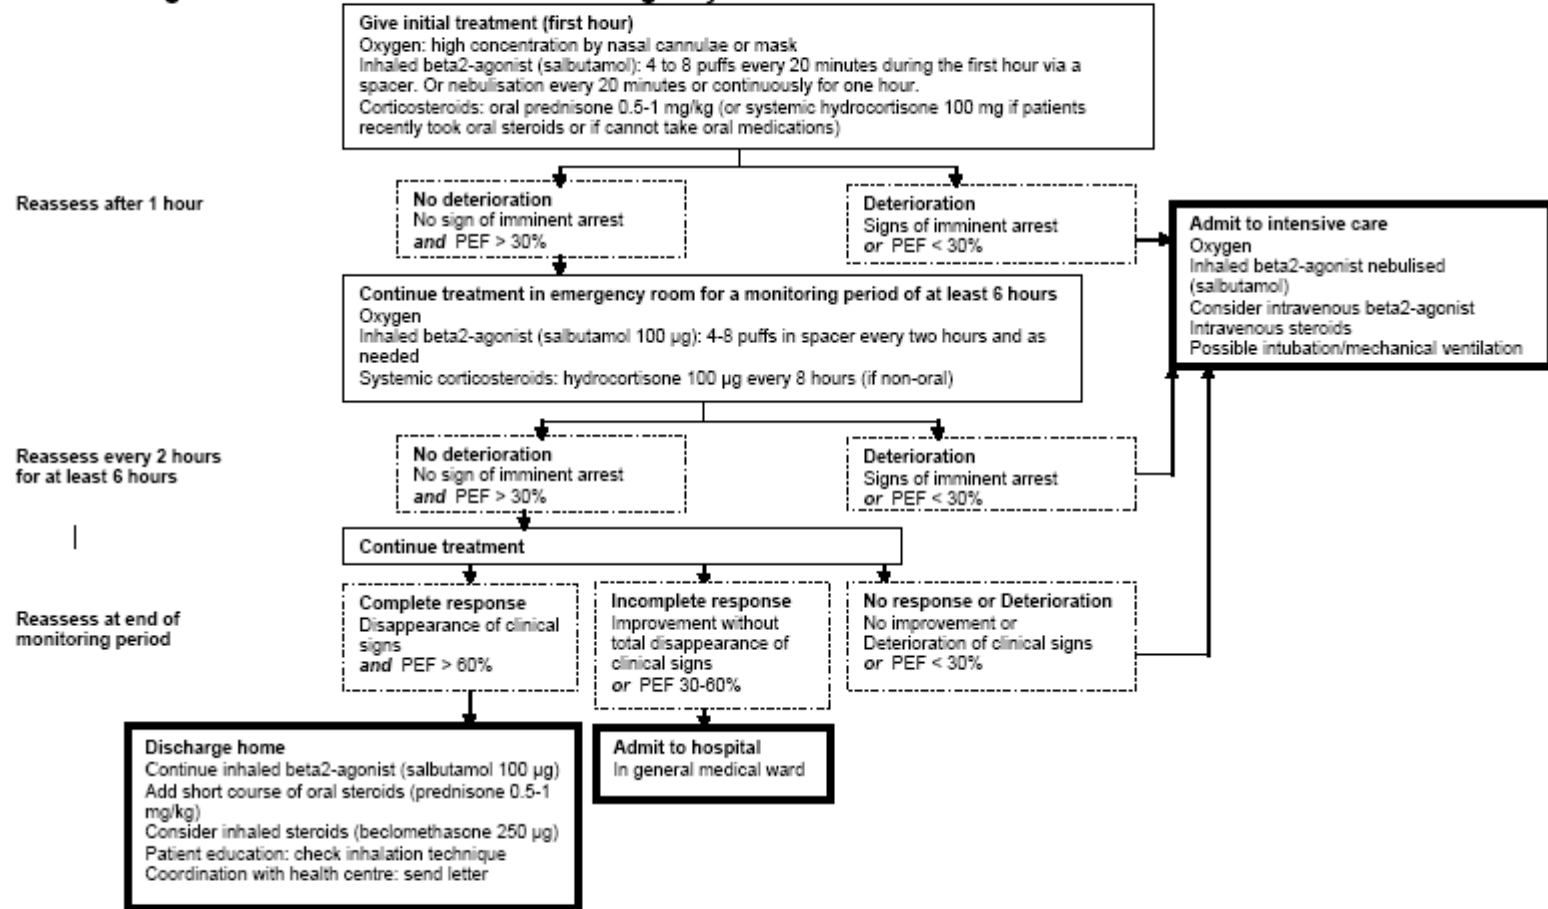 Give initial treatment (first hour)
Oxygen: high concentration by nasal cannulae or mask
Inhaled beta2-agonist (salbutamol): 4 to 8 puffs every 20 minutes during the first hour via a
spacer. Or nebulisation every 20 minutes or continuously for one hour.
Corticosteroids: oral prednisone 0.5-1 mg/kg (or systemic hydrocortisone 100 mg if patients
recently took oral steroids or if cannot take oral medications)
Reassess after 1 hour
No deterioration
No sign of imminent arrest
and PEF > 30%
Deterioration
Signs of imminent arrest
or PEF < 30%
Admit to intensive care
Oxygen
Inhaled beta2-agonist nebulised
(salbutamol)
Consider intravenous beta2-agonist
Intravenous steroids
Possible intubation/mechanical ventilation
Continue treatment in emergency room for a monitoring period of at least 6 hours
Oxygen
Inhaled beta2-agonist (salbutamol 100 µg): 4-8 puffs in spacer every two hours and as
needed
Systemic corticosteroids: hydrocortisone 100 µg every 8 hours (if non-oral)
Reassess every 2 hours
for at least 6 hours
No deterioration
No sign of imminent arrest
and PEF > 30%
Deterioration
Signs of imminent arrest
or PEF < 30%
Continue treatment
Reassess at end of
monitoring period
Complete response
Disappearance of clinical
signs
and PEF > 60%
Incomplete response
Improvement without
total disappearance of
clinical signs
or PEF 30-60%
No response or Deterioration
No improvement or
Deterioration of clinical signs
or PEF < 30%
Discharge home
Continue inhaled beta2-agonist (salbutamol 100 µg)
Add short course of oral steroids (prednisone 0.5-1
mg/kg)
Consider inhaled steroids (beclomethasone 250 µg)
Patient education: check inhalation technique
Coordination with health centre: send letter
Admit to hospital
In general medical ward